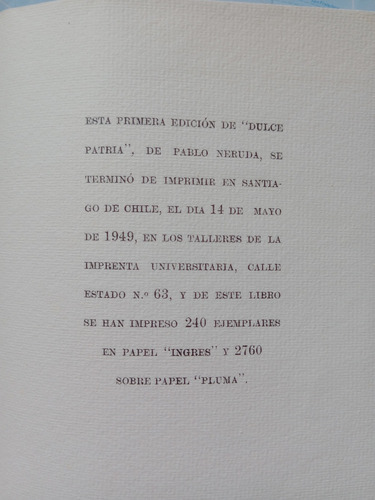 ESTA PRIMERA EDICIÓN DE "DULCE
PATRIA", DE PABLO NERUDA, SE
TERMINÓ DE IMPRIMIR EN SANTIA-
GO DE CHILE, EL DIA 14 DE MAYO
DE 1949, EN LOS TALLERES DE LA
IMPRENTA UNIVERSITARIA, CALLE
ESTADO N.º 63, Y DE ESTE LIBRO
SE HAN IMPRESO 240 EJEMPLARES
EN PAPEL "INGRES" Y 2760
SOBRE PAPEL "PLUMA".